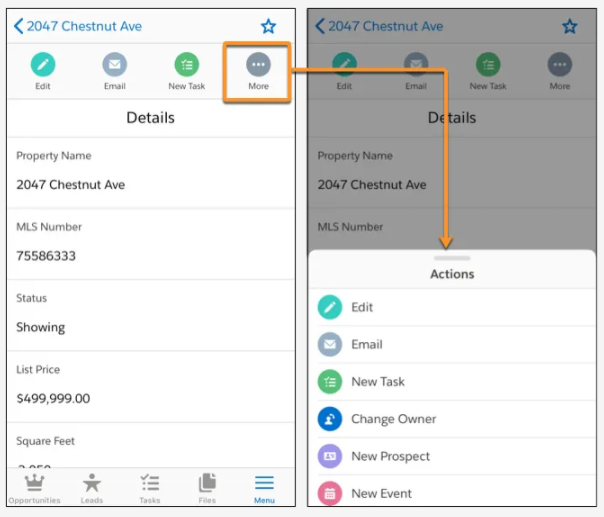 2047 Chestnut Ave
Edit
Email
New Task
More
Details
Property Name
2047 Chestnut Ave
MLS Number
75586333
Status
Showing
List Price
$499,999.00
Square Feet
Opportunities
Leads
Tasks
Files
Menu
2047 Chestnut Ave
Edit
Email
New Task
More
Details
Property Name
2047 Chestnut Ave
MLS Number
Actions
Edit
Email
New Task
Change Owner
New Prospect
New Event